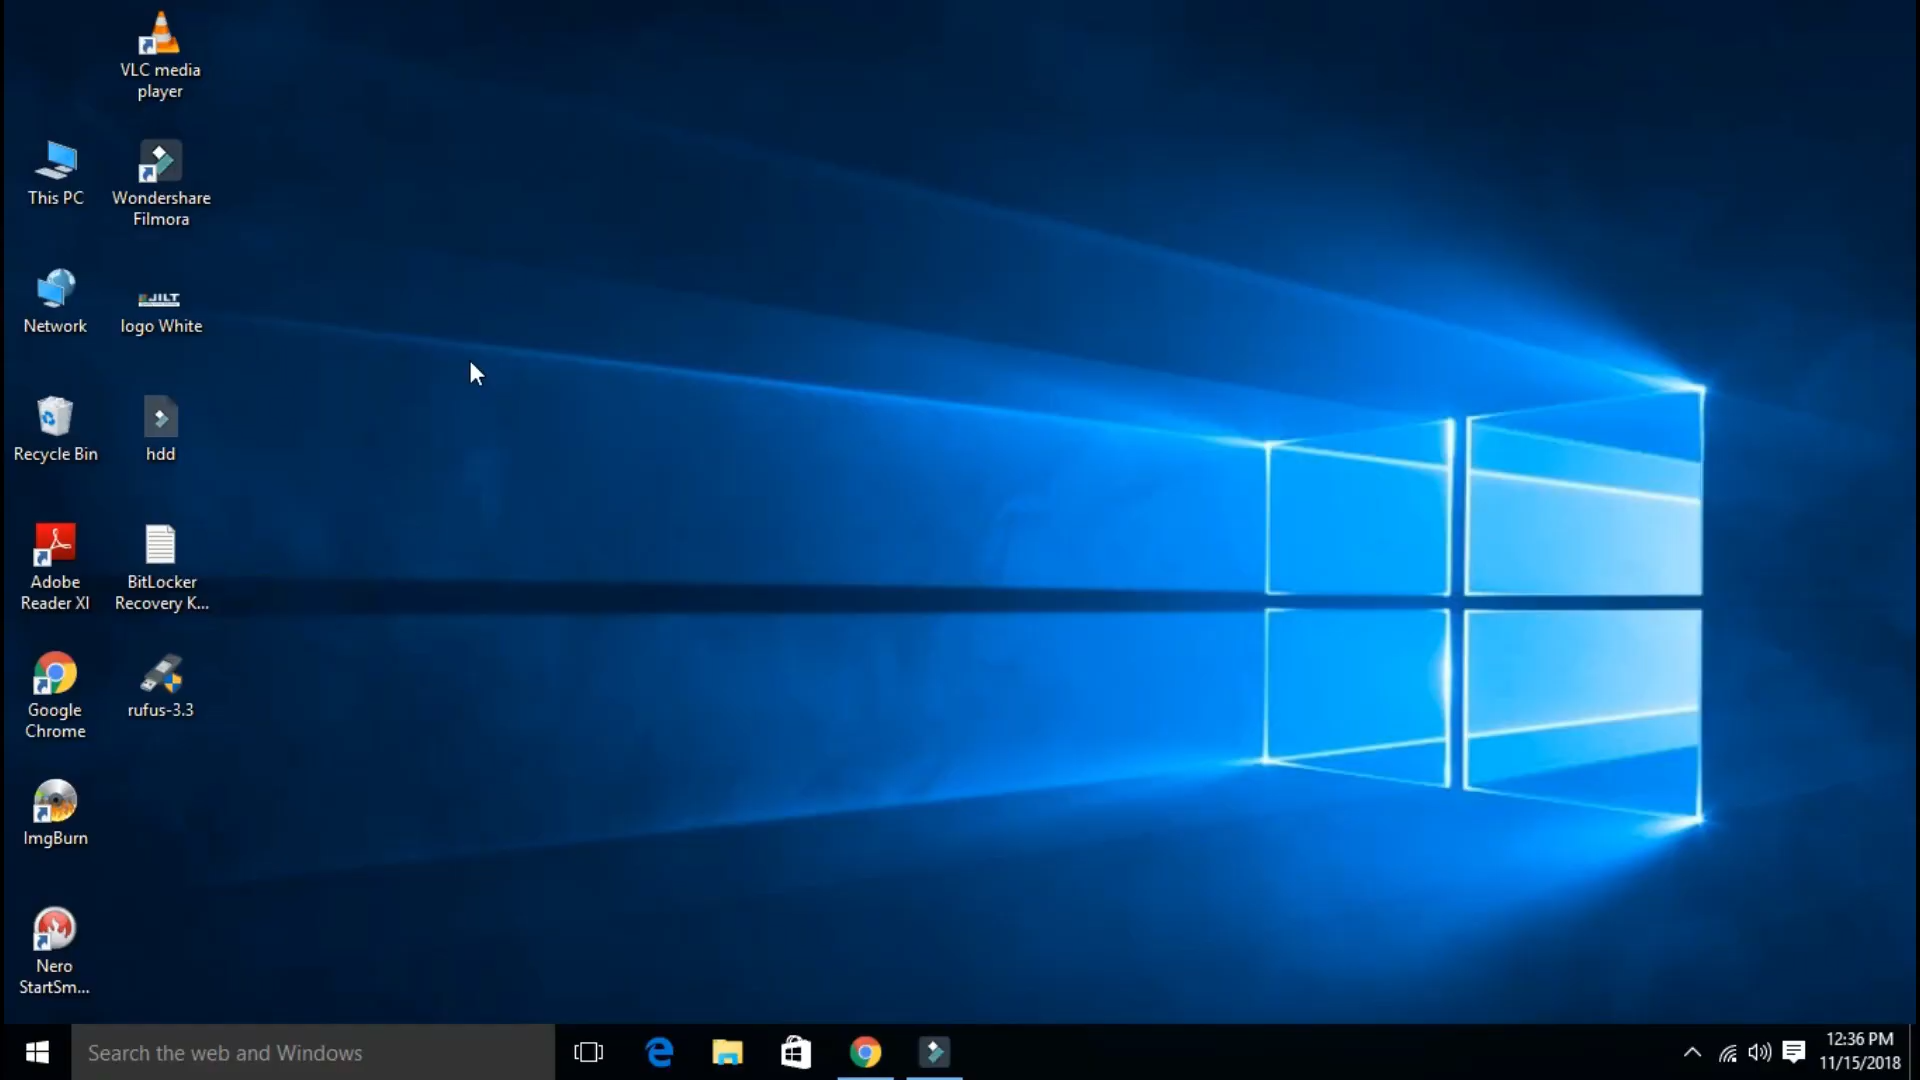 VLC media
player
This PC
Wondershare
Filmora
Network
JILT
logo White
Recycle Bin
hdd
Adobe
Reader XI
BitLocker
Recovery K...
Google
Chrome
rufus-3.3
ImgBurn
Nero
StartSm...
Search the web and Windows
12:36 PM
11/15/2018